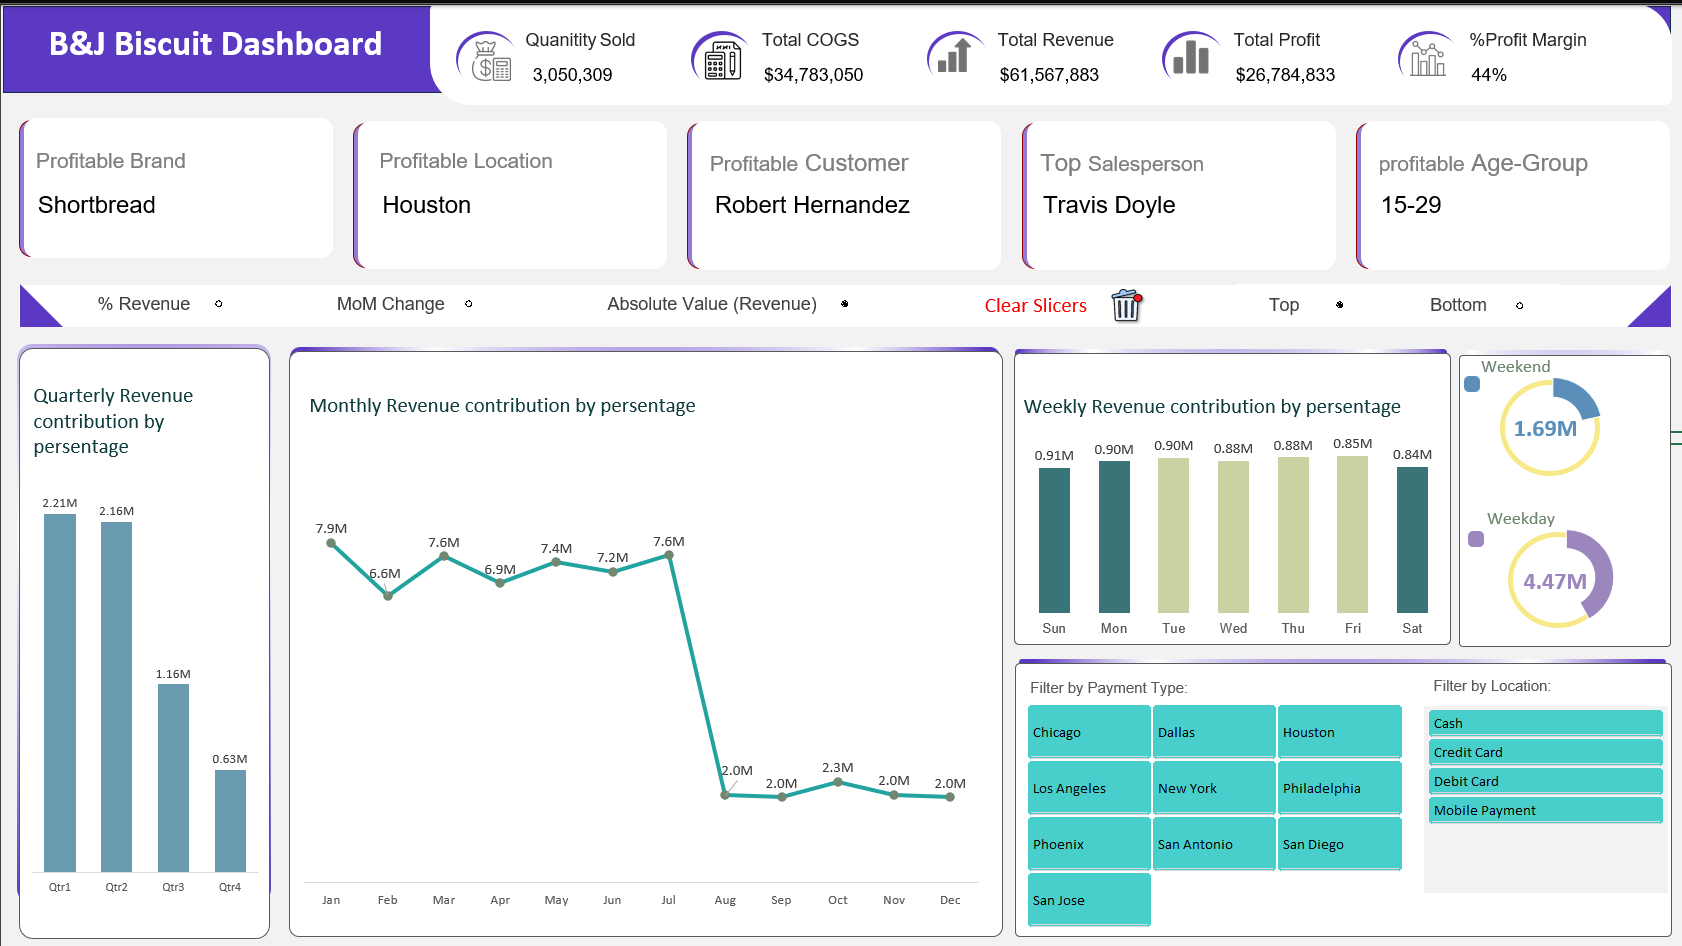 B&J Biscuit Dashboard
Quanitity Sold
3,050,309
Total COGS
$34,783,050
Total Revenue
$61,567,883
Total Profit
$26,784,833
%Profit Margin
44%
Profitable Brand
Shortbread
Profitable Location
Houston
Profitable Customer
Robert Hernandez
Top Salesperson
Travis Doyle
profitable Age-Group
15-29
% Revenue
MoM Change
Absolute Value (Revenue)
Clear Slicers
Top
Bottom
Quarterly Revenue
contribution by
persentage
2.21M
2.16M
1.16M
0.63M
Qtr1 Qtr2 Qtr3 Qtr4
Monthly Revenue contribution by persentage
7.9M
6.6M
7.6M
6.9M
7.4M
7.2M
7.6M
2.0M
2.0M
2.3M
2.0M
2.0M
Jan Feb Mar Apr May Jun Jul Aug Sep Oct Nov Dec
Weekly Revenue contribution by persentage
0.91M 0.90M 0.90M 0.88M 0.88M 0.85M 0.84M
Sun Mon Tue Wed Thu Fri Sat
Weekend
1.69M
Weekday
4.47M
Filter by Payment Type:
Chicago Dallas Houston
Los Angeles New York Philadelphia
Phoenix San Antonio San Diego
San Jose
Filter by Location:
Cash
Credit Card
Debit Card
Mobile Payment